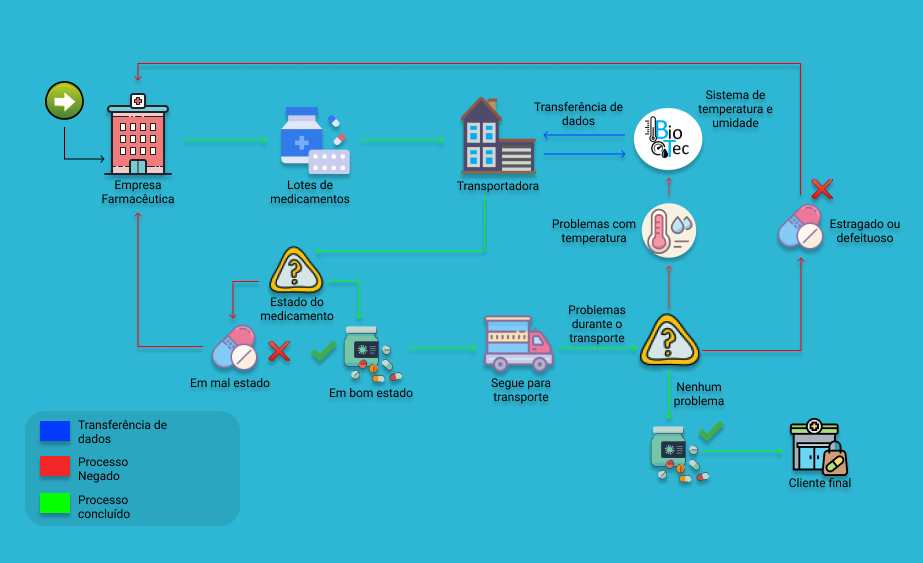 Empresa
Farmacêutica
Lotes de
medicamentos
Transportadora
Transferência de
dados
Bio
Tec
Sistema de
temperatura e
umidade
Problemas com
temperatura
Estragado ou
defeituoso
Estado do
medicamento
Em mal estado
Em bom estado
Segue para
transporte
Problemas
durante o
transporte
Nenhum
problema
Cliente final
Transferência de
dados
Processo
Negado
Processo
concluído